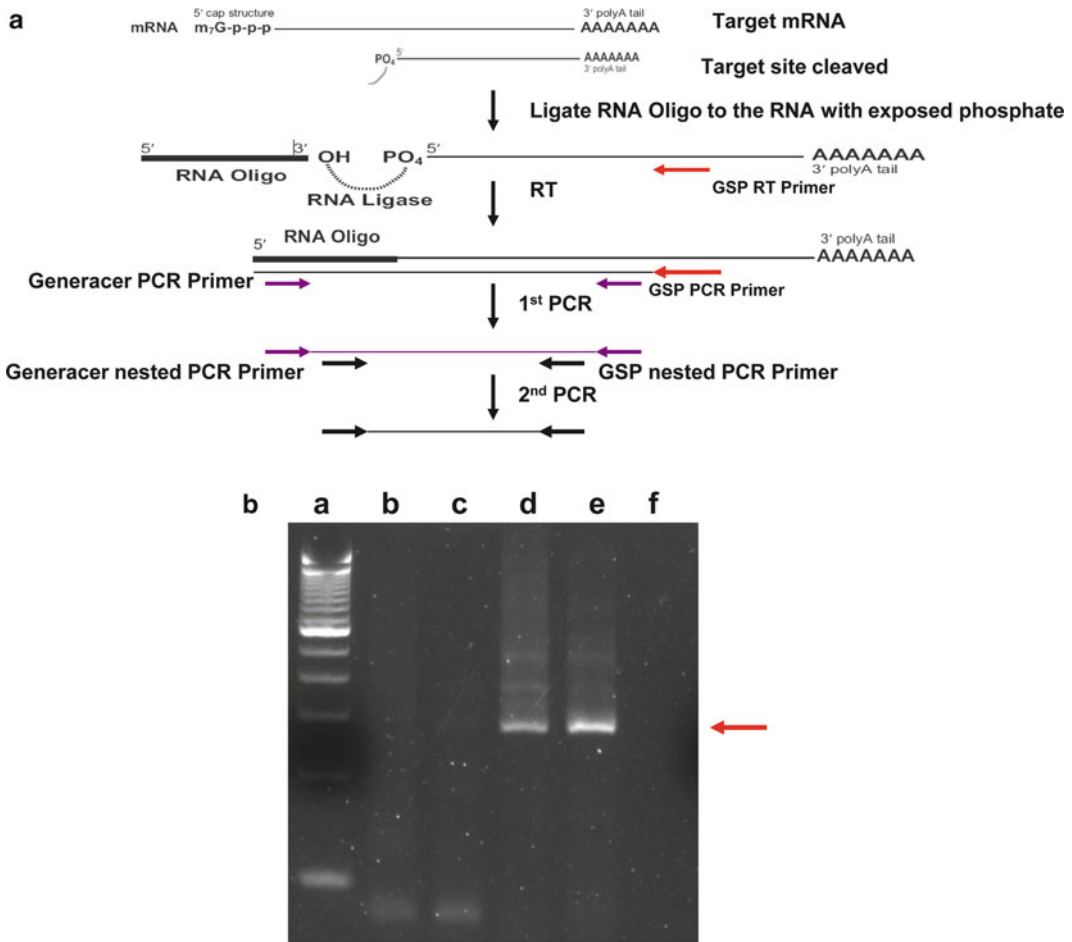 a
5′ cap structure
3′ polyA tail
mRNA m₇G-p-p-p AAAAAAA Target mRNA
PO₄ 5′ AAAAAAA
3′ polyA tail
Target site cleaved
Ligate RNA Oligo to the RNA with exposed phosphate
5′ 3′ OH PO₄ 5′ AAAAAAA
RNA Oligo
3′ polyA tail
RNA Ligase
RT
GSP RT Primer
5′ RNA Oligo
3′ polyA tail
AAAAAAA
Generacer PCR Primer
GSP PCR Primer
1st PCR
Generacer nested PCR Primer
GSP nested PCR Primer
2nd PCR
b a b c d e f